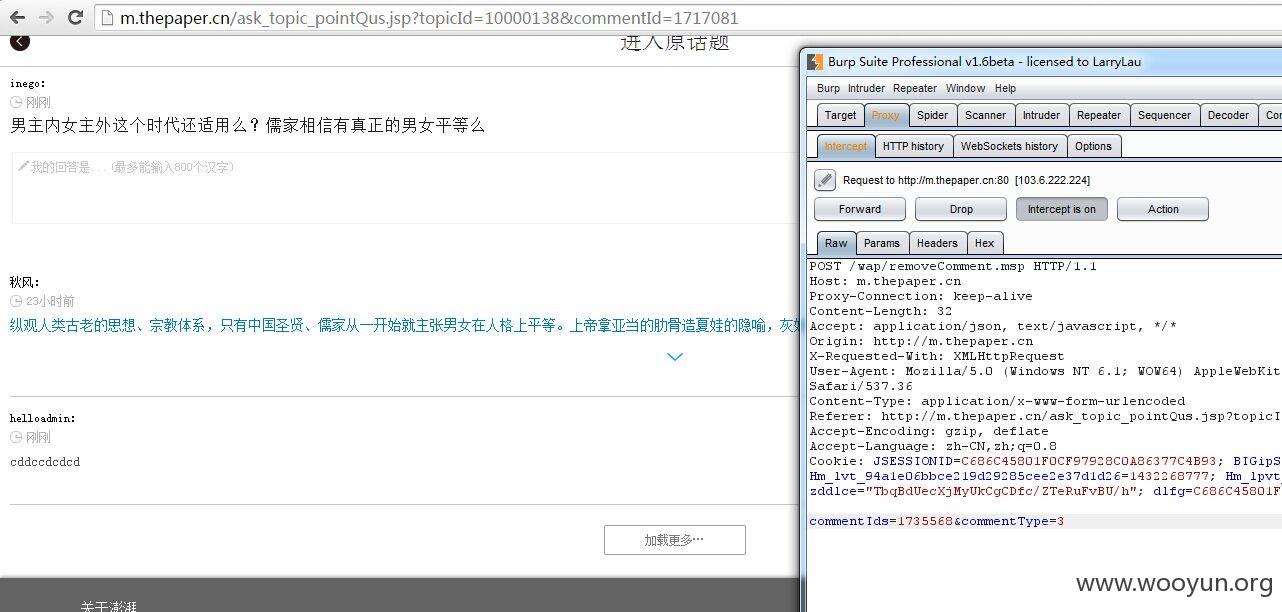 m.thepaper.cn/ask_topic_pointQus.jsp?topicId=10000138&commentId=1717081
进入原话题
inego:
刚刚
男主内女主外这个时代还适用么？儒家相信有真正的男女平等么
我的回答是...(最多能输入800个汉字)
秋风:
23小时前
纵观人类古老的思想、宗教体系，只有中国圣贤、儒家从一开始就主张男女在人格上平等。上帝拿亚当的肋骨造夏娃的隐喻，灰
helloadmin:
刚刚
cddccdcdcd
加载更多…
关于澎湃
Burp Suite Professional v1.6beta - licensed to LarryLau
Burp Intruder Repeater Window Help
Target Proxy Spider Scanner Intruder Repeater Sequencer Decoder Co
Intercept HTTP history WebSockets history Options
Request to http://m.thepaper.cn:80 [103.6.222.224]
Forward Drop Intercept is on Action
Raw Params Headers Hex
POST /wap/removeComment.msp HTTP/1.1
Host: m.thepaper.cn
Proxy-Connection: keep-alive
Content-Length: 32
Accept: application/json, text/javascript, */*
Origin: http://m.thepaper.cn
X-Requested-With: XMLHttpRequest
User-Agent: Mozilla/5.0 (Windows NT 6.1; WOW64) AppleWebKit
Safari/537.36
Content-Type: application/x-www-form-urlencoded
Referer: http://m.thepaper.cn/ask_topic_pointQus.jsp?topicI
Accept-Encoding: gzip, deflate
Accept-Language: zh-CN,zh;q=0.8
Cookie: JSESSIONID=C686C45801F0CF97928C0A86377C4B93; BIGipS
Hm_lvt_94a1e06bbce219d29285cee2e37d1d26=1432268777; Hm_lpvt
zddlce="TbqBdUecXjMyUkCgCDfc/ZTeRuFvBU/h"; dlfg=C686C45801F
commentIds=1735568&commentType=3
www.wooyun.org